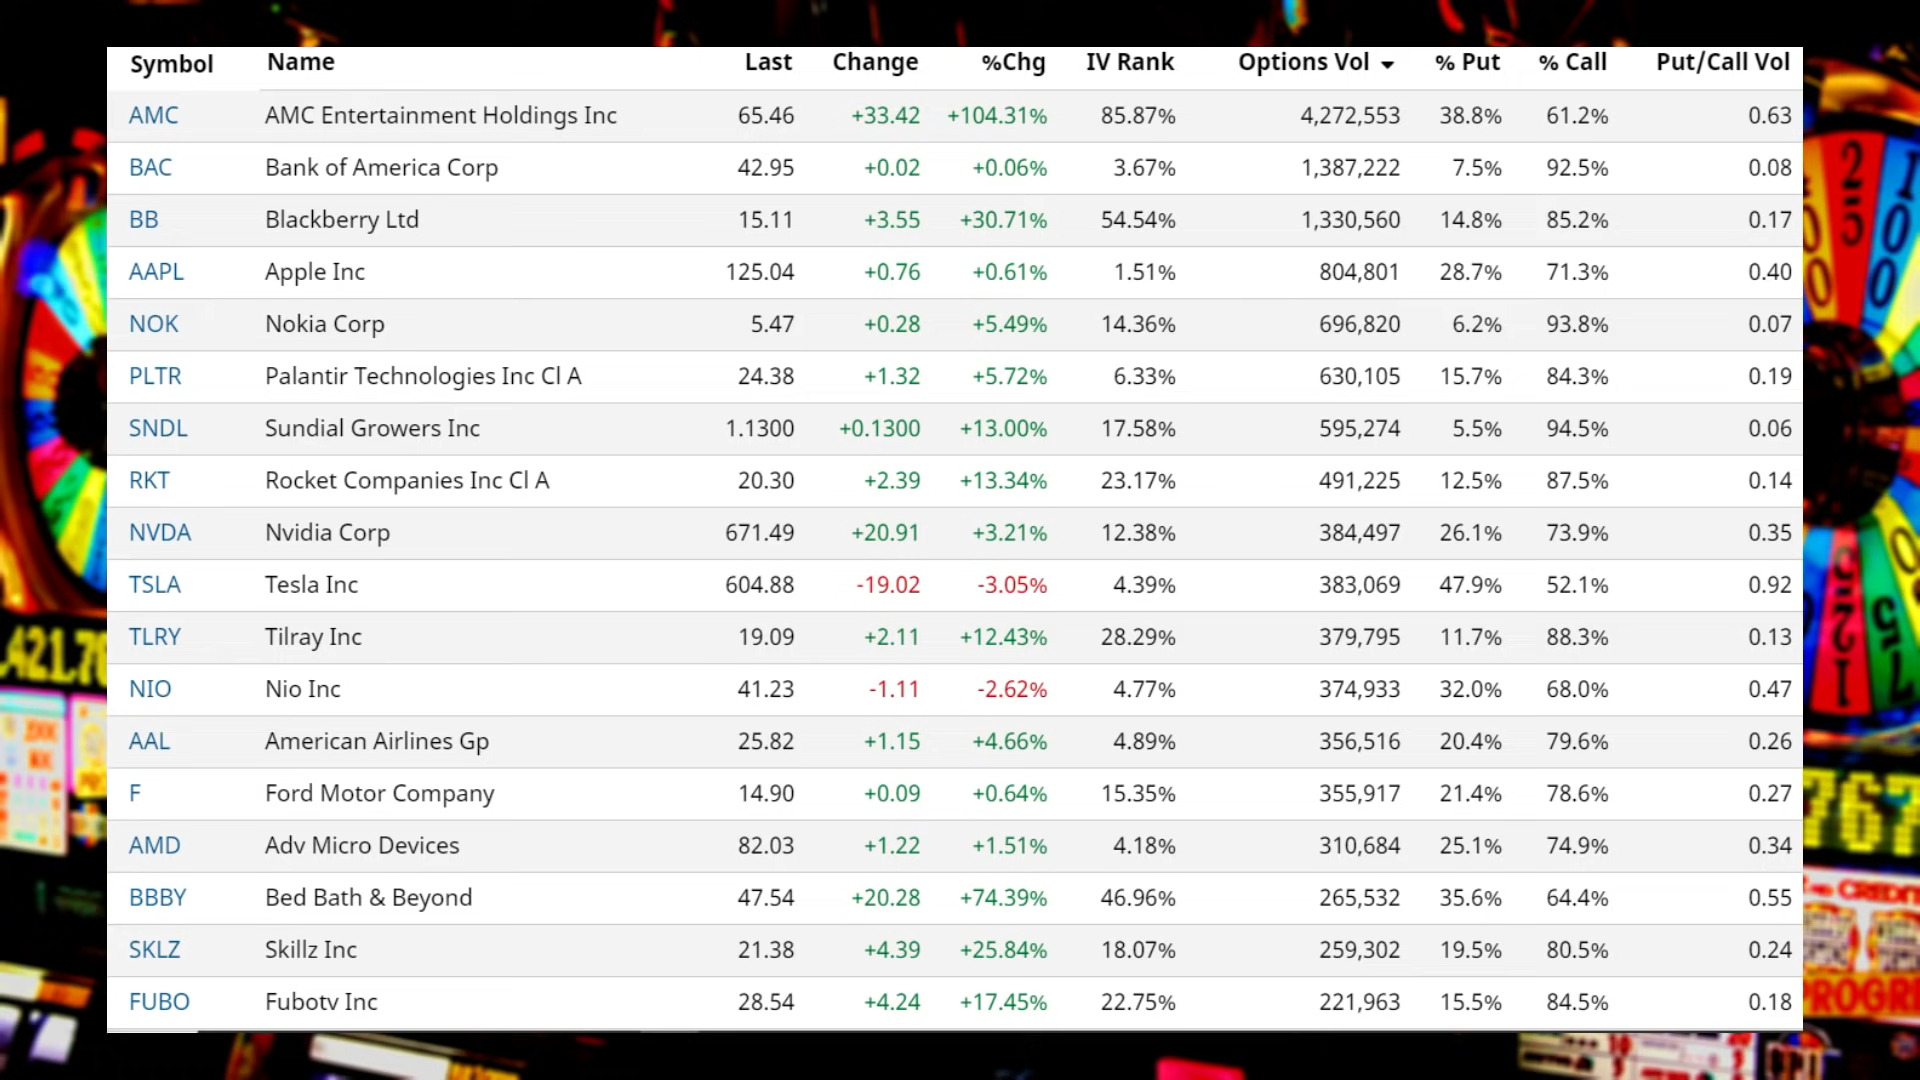 Symbol Name Last Change %Chg IV Rank Options Vol % Put % Call Put/Call Vol
AMC AMC Entertainment Holdings Inc 65.46 +33.42 +104.31% 85.87% 4,272,553 38.8% 61.2% 0.63
BAC Bank of America Corp 42.95 +0.02 +0.06% 3.67% 1,387,222 7.5% 92.5% 0.08
BB Blackberry Ltd 15.11 +3.55 +30.71% 54.54% 1,330,560 14.8% 85.2% 0.17
AAPL Apple Inc 125.04 +0.76 +0.61% 1.51% 804,801 28.7% 71.3% 0.40
NOK Nokia Corp 5.47 +0.28 +5.49% 14.36% 696,820 6.2% 93.8% 0.07
PLTR Palantir Technologies Inc Cl A 24.38 +1.32 +5.72% 6.33% 630,105 15.7% 84.3% 0.19
SNDL Sundial Growers Inc 1.1300 +0.1300 +13.00% 17.58% 595,274 5.5% 94.5% 0.06
RKT Rocket Companies Inc Cl A 20.30 +2.39 +13.34% 23.17% 491,225 12.5% 87.5% 0.14
NVDA Nvidia Corp 671.49 +20.91 +3.21% 12.38% 384,497 26.1% 73.9% 0.35
TSLA Tesla Inc 604.88 -19.02 -3.05% 4.39% 383,069 47.9% 52.1% 0.92
TLRY Tilray Inc 19.09 +2.11 +12.43% 28.29% 379,795 11.7% 88.3% 0.13
NIO Nio Inc 41.23 -1.11 -2.62% 4.77% 374,933 32.0% 68.0% 0.47
AAL American Airlines Gp 25.82 +1.15 +4.66% 4.89% 356,516 20.4% 79.6% 0.26
F Ford Motor Company 14.90 +0.09 +0.64% 15.35% 355,917 21.4% 78.6% 0.27
AMD Adv Micro Devices 82.03 +1.22 +1.51% 4.18% 310,684 25.1% 74.9% 0.34
BBBY Bed Bath & Beyond 47.54 +20.28 +74.39% 46.96% 265,532 35.6% 64.4% 0.55
SKLZ Skillz Inc 21.38 +4.39 +25.84% 18.07% 259,302 19.5% 80.5% 0.24
FUBO Fubotv Inc 28.54 +4.24 +17.45% 22.75% 221,963 15.5% 84.5% 0.18